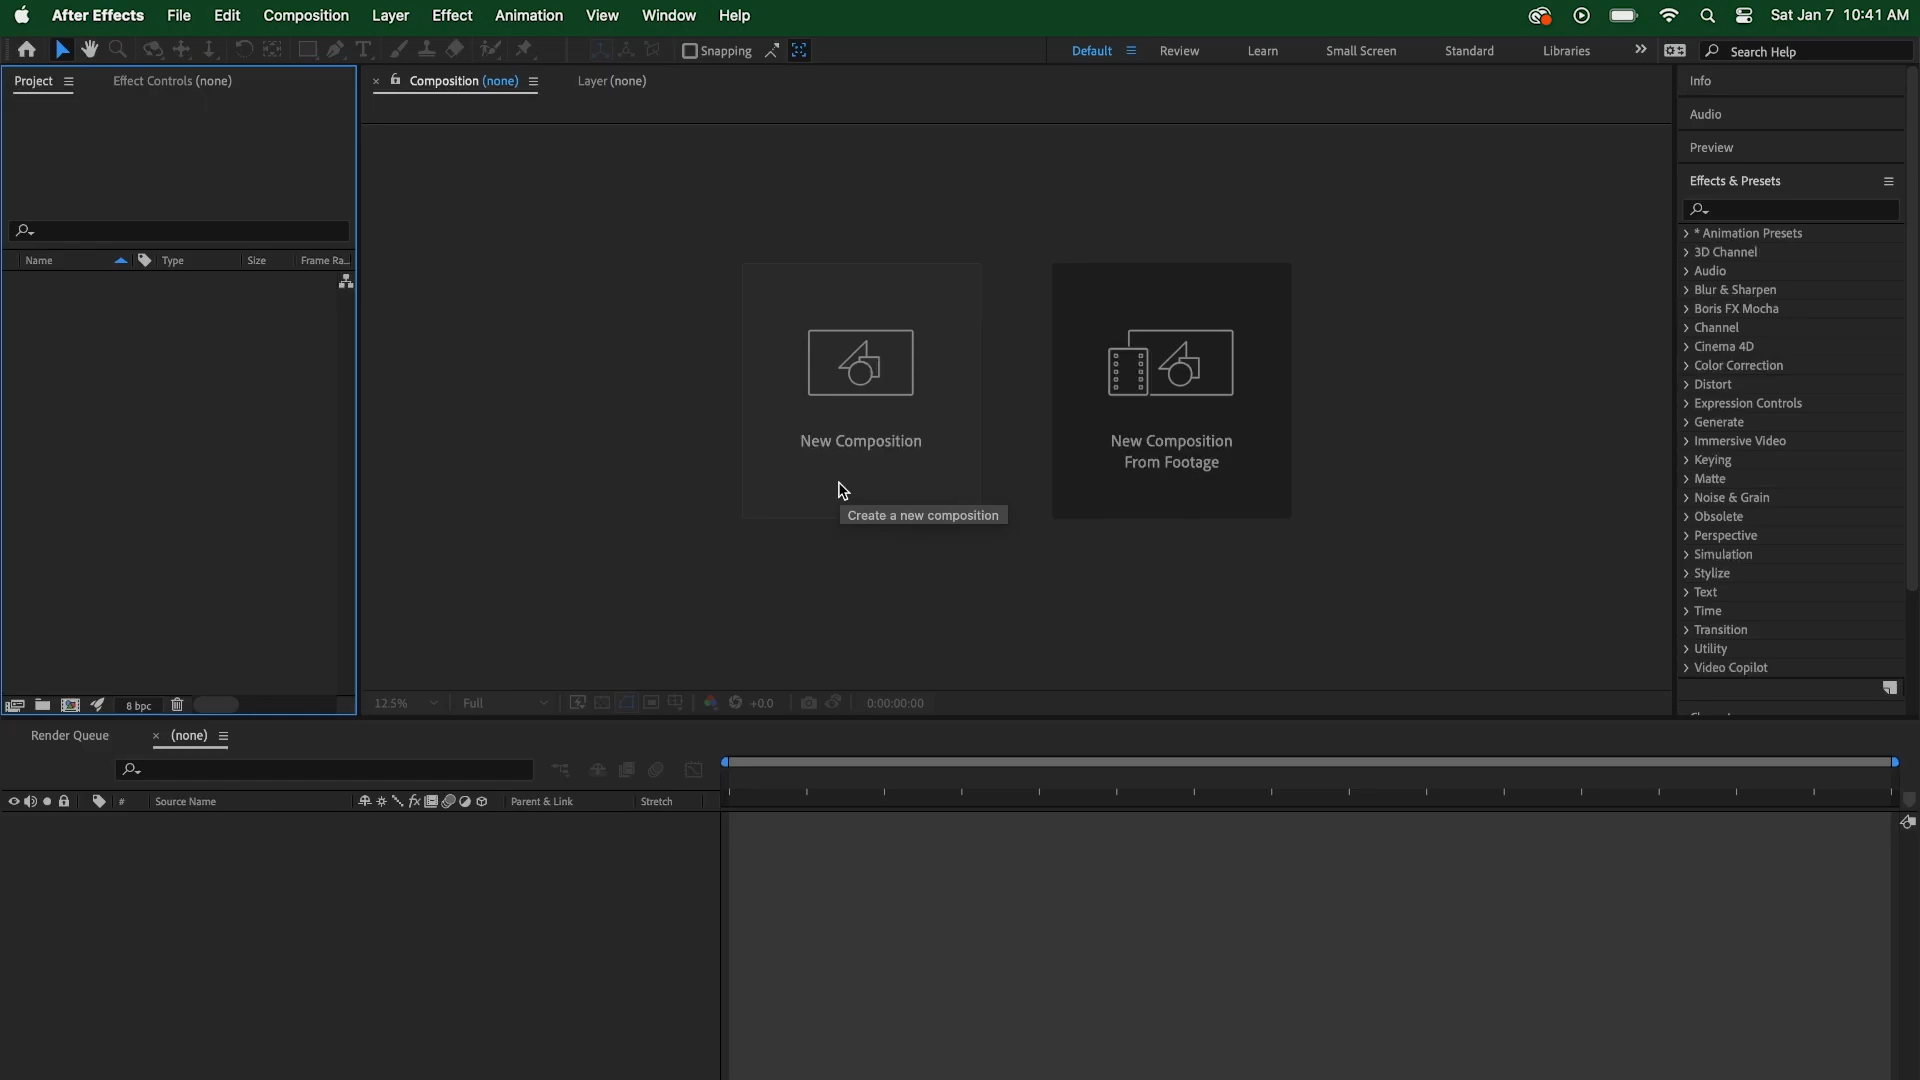 After Effects File Edit Composition Layer Effect Animation View Window Help Sat Jan 7 10:41 AM
Snapping Default Review Learn Small Screen Standard Libraries Search Help
Project Effect Controls (none) Composition (none) Layer (none) Info
Audio
Preview
Effects & Presets
Name Type Size Frame Ra...
* Animation Presets
3D Channel
Audio
Blur & Sharpen
Boris FX Mocha
Channel
Cinema 4D
Color Correction
Distort
Expression Controls
Generate
Immersive Video
Keying
Matte
Noise & Grain
Obsolete
Perspective
Simulation
Stylize
Text
Time
Transition
Utility
Video Copilot
New Composition
New Composition
From Footage
Create a new composition
8 bpc 12.5% Full +0.0 0:00:00:00
Render Queue (none)
# Source Name fx Parent & Link Stretch